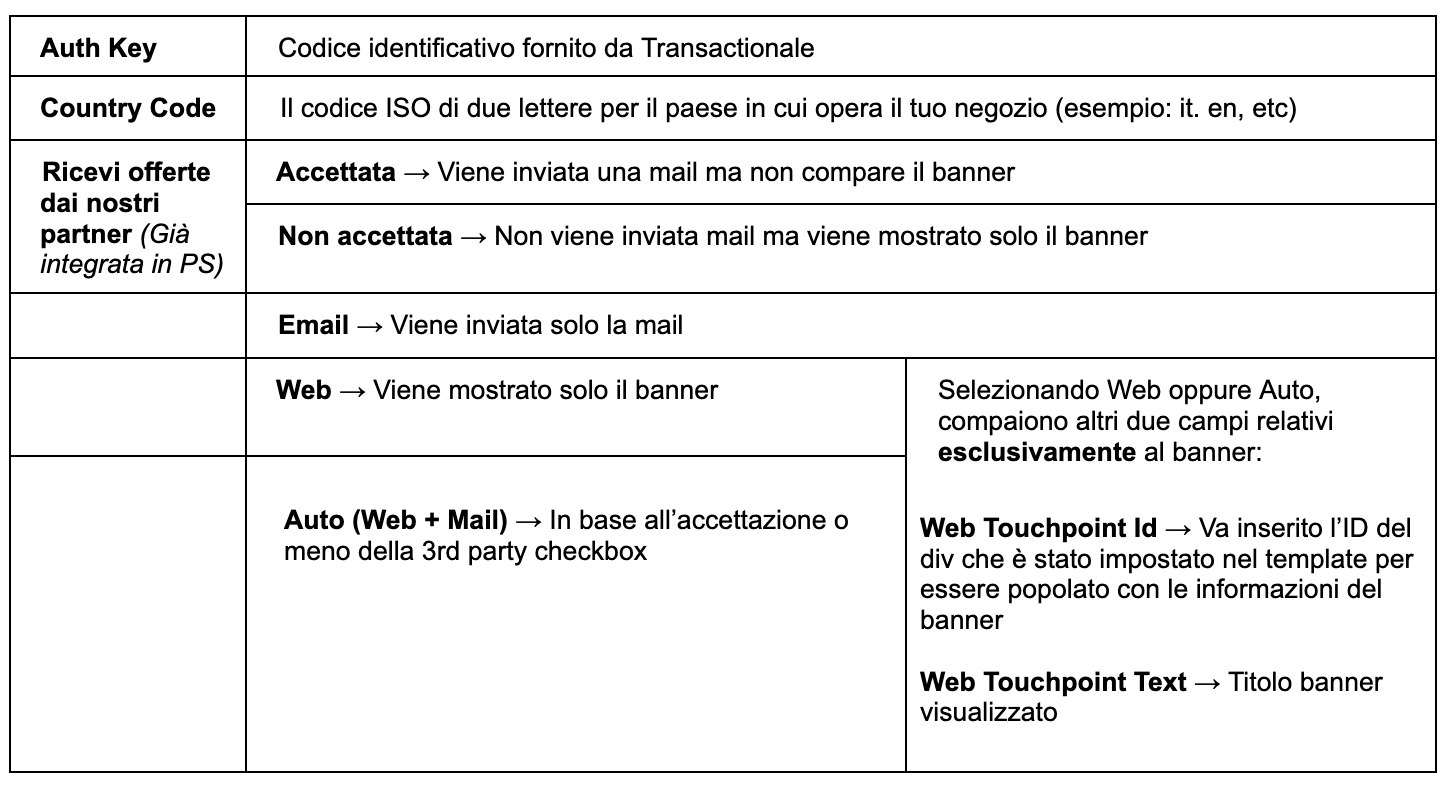 Auth Key
Codice identificativo fornito da Transactionale
Country Code
Il codice ISO di due lettere per il paese in cui opera il tuo negozio (esempio: it. en, etc)
Ricevi offerte
dai nostri
partner (Già
integrata in PS)
Accettata → Viene inviata una mail ma non compare il banner
Non accettata → Non viene inviata mail ma viene mostrato solo il banner
Email → Viene inviata solo la mail
Web → Viene mostrato solo il banner
Auto (Web + Mail) → In base all’accettazione o
meno della 3rd party checkbox
Selezionando Web oppure Auto,
compaiono altri due campi relativi
esclusivamente al banner:
Web Touchpoint Id → Va inserito l’ID del
div che è stato impostato nel template per
essere popolato con le informazioni del
banner
Web Touchpoint Text → Titolo banner
visualizzato